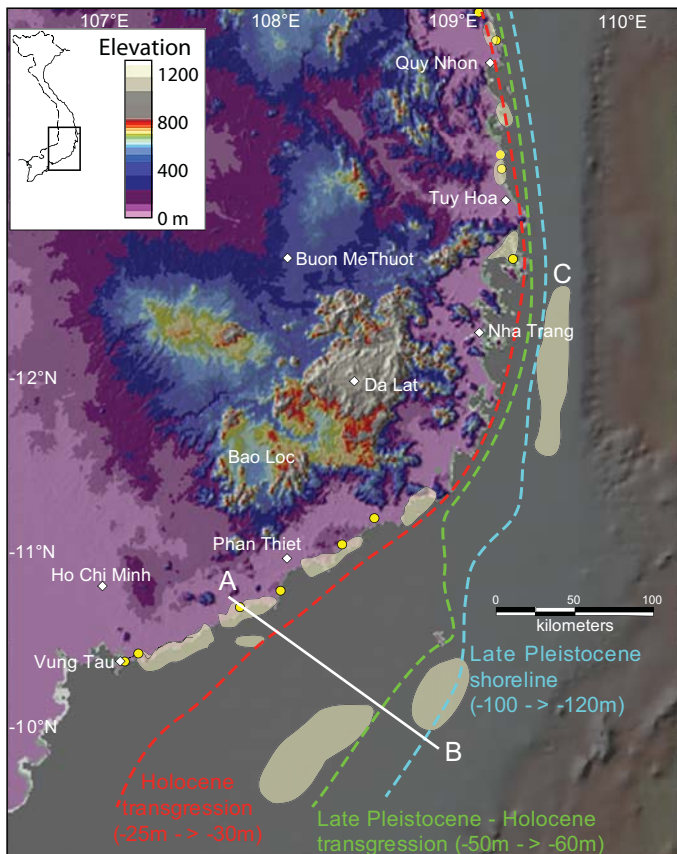 107°E
108°E
109°E
110°E
Elevation
1200
800
400
0 m
Quy Nhon
Tuy Hoa
Buon MeThuot
C
Nha Trang
-12°N
Da Lat
Bao Loc
-11°N
Phan Thiet
Ho Chi Minh
A
0 50 100
kilometers
Vung Tau
Late Pleistocene
shoreline
(-100 - > -120m)
-10°N
B
Holocene
transgression
(-25m - > -30m)
Late Pleistocene - Holocene
transgression (-50m - > -60m)